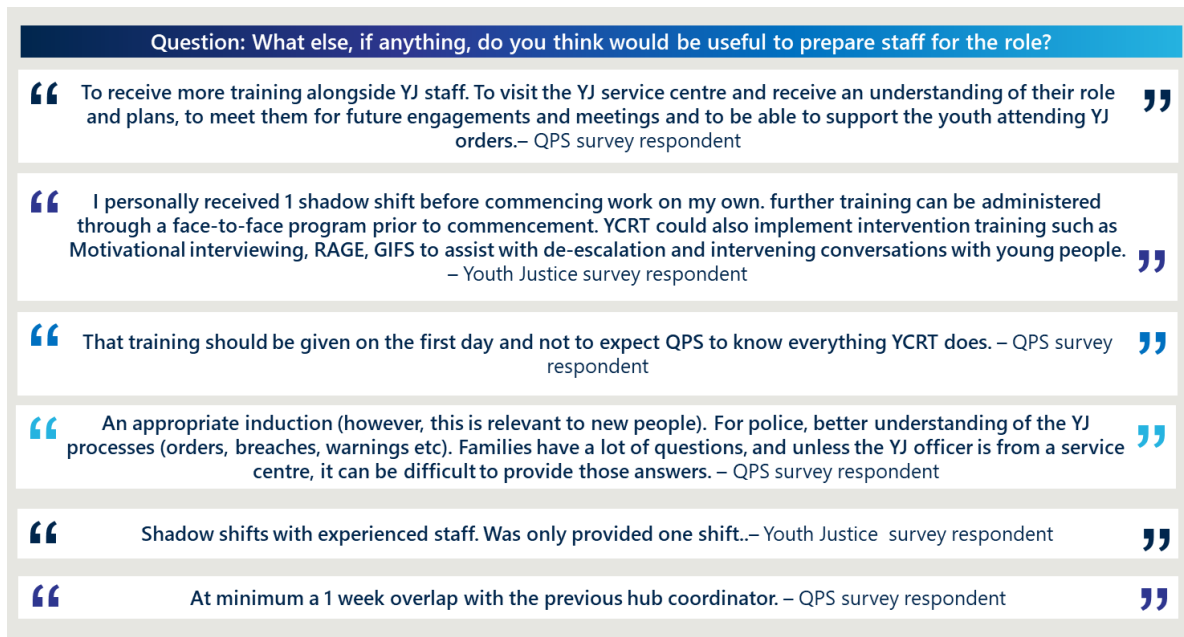 Question: What else, if anything, do you think would be useful to prepare staff for the role?
“ To receive more training alongside YJ staff. To visit the YJ service centre and receive an understanding of their role
and plans, to meet them for future engagements and meetings and to be able to support the youth attending YJ
orders.– QPS survey respondent ”
“ I personally received 1 shadow shift before commencing work on my own. further training can be administered
through a face-to-face program prior to commencement. YCRT could also implement intervention training such as
Motivational interviewing, RAGE, GIFS to assist with de-escalation and intervening conversations with young people.
– Youth Justice survey respondent ”
“ That training should be given on the first day and not to expect QPS to know everything YCRT does. – QPS survey
respondent ”
“ An appropriate induction (however, this is relevant to new people). For police, better understanding of the YJ
processes (orders, breaches, warnings etc). Families have a lot of questions, and unless the YJ officer is from a service
centre, it can be difficult to provide those answers. – QPS survey respondent ”
“ Shadow shifts with experienced staff. Was only provided one shift..– Youth Justice survey respondent ”
“ At minimum a 1 week overlap with the previous hub coordinator. – QPS survey respondent ”